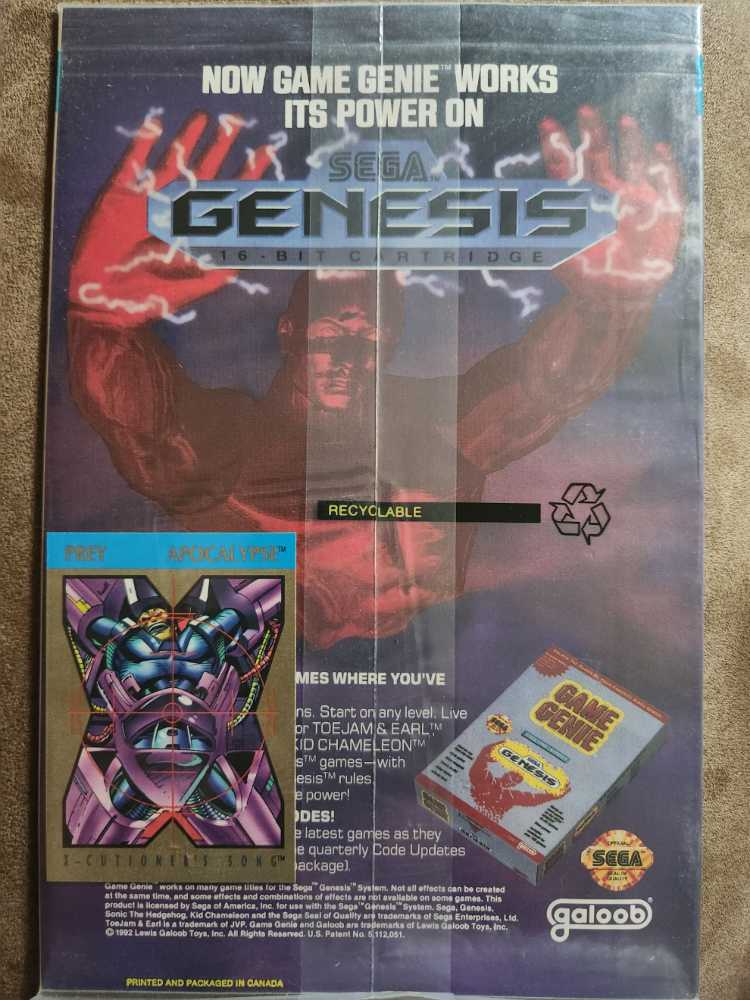 NOW GAME GENIE™ WORKS
ITS POWER ON
SEGA™
GENESIS
16-BIT CARTRIDGE
RECYCLABLE
PREY APOCALYPSE™
X-CUTIONER'S SONG™
MES WHERE YOU'VE
ns. Start on any level. Live
or TOEJAM & EARL,™
KID CHAMELEON™
s™ games—with
esis™ rules.
e power!
ODES!
e latest games as they
ne quarterly Code Updates
package).
GAME
GENIE
SEGA
GENESIS
galoob
OFFICIAL
SEGA
SEAL OF
QUALITY
Game Genie™ works on many game titles for the Sega™ Genesis™ System. Not all effects can be created
at the same time, and some effects and combinations of effects are not available on some games. This
product is licensed by Sega of America, Inc. for use with the Sega™ Genesis™ System. Sega, Genesis,
Sonic The Hedgehog, Kid Chameleon and the Sega Seal of Quality are trademarks of Sega Enterprises, Ltd.
ToeJam & Earl is a trademark of JVP. Game Genie and Galoob are trademarks of Lewis Galoob Toys, Inc.
© 1992 Lewis Galoob Toys, Inc. All Rights Reserved. U.S. Patent No. 5,112,051.
galoob®
PRINTED AND PACKAGED IN CANADA